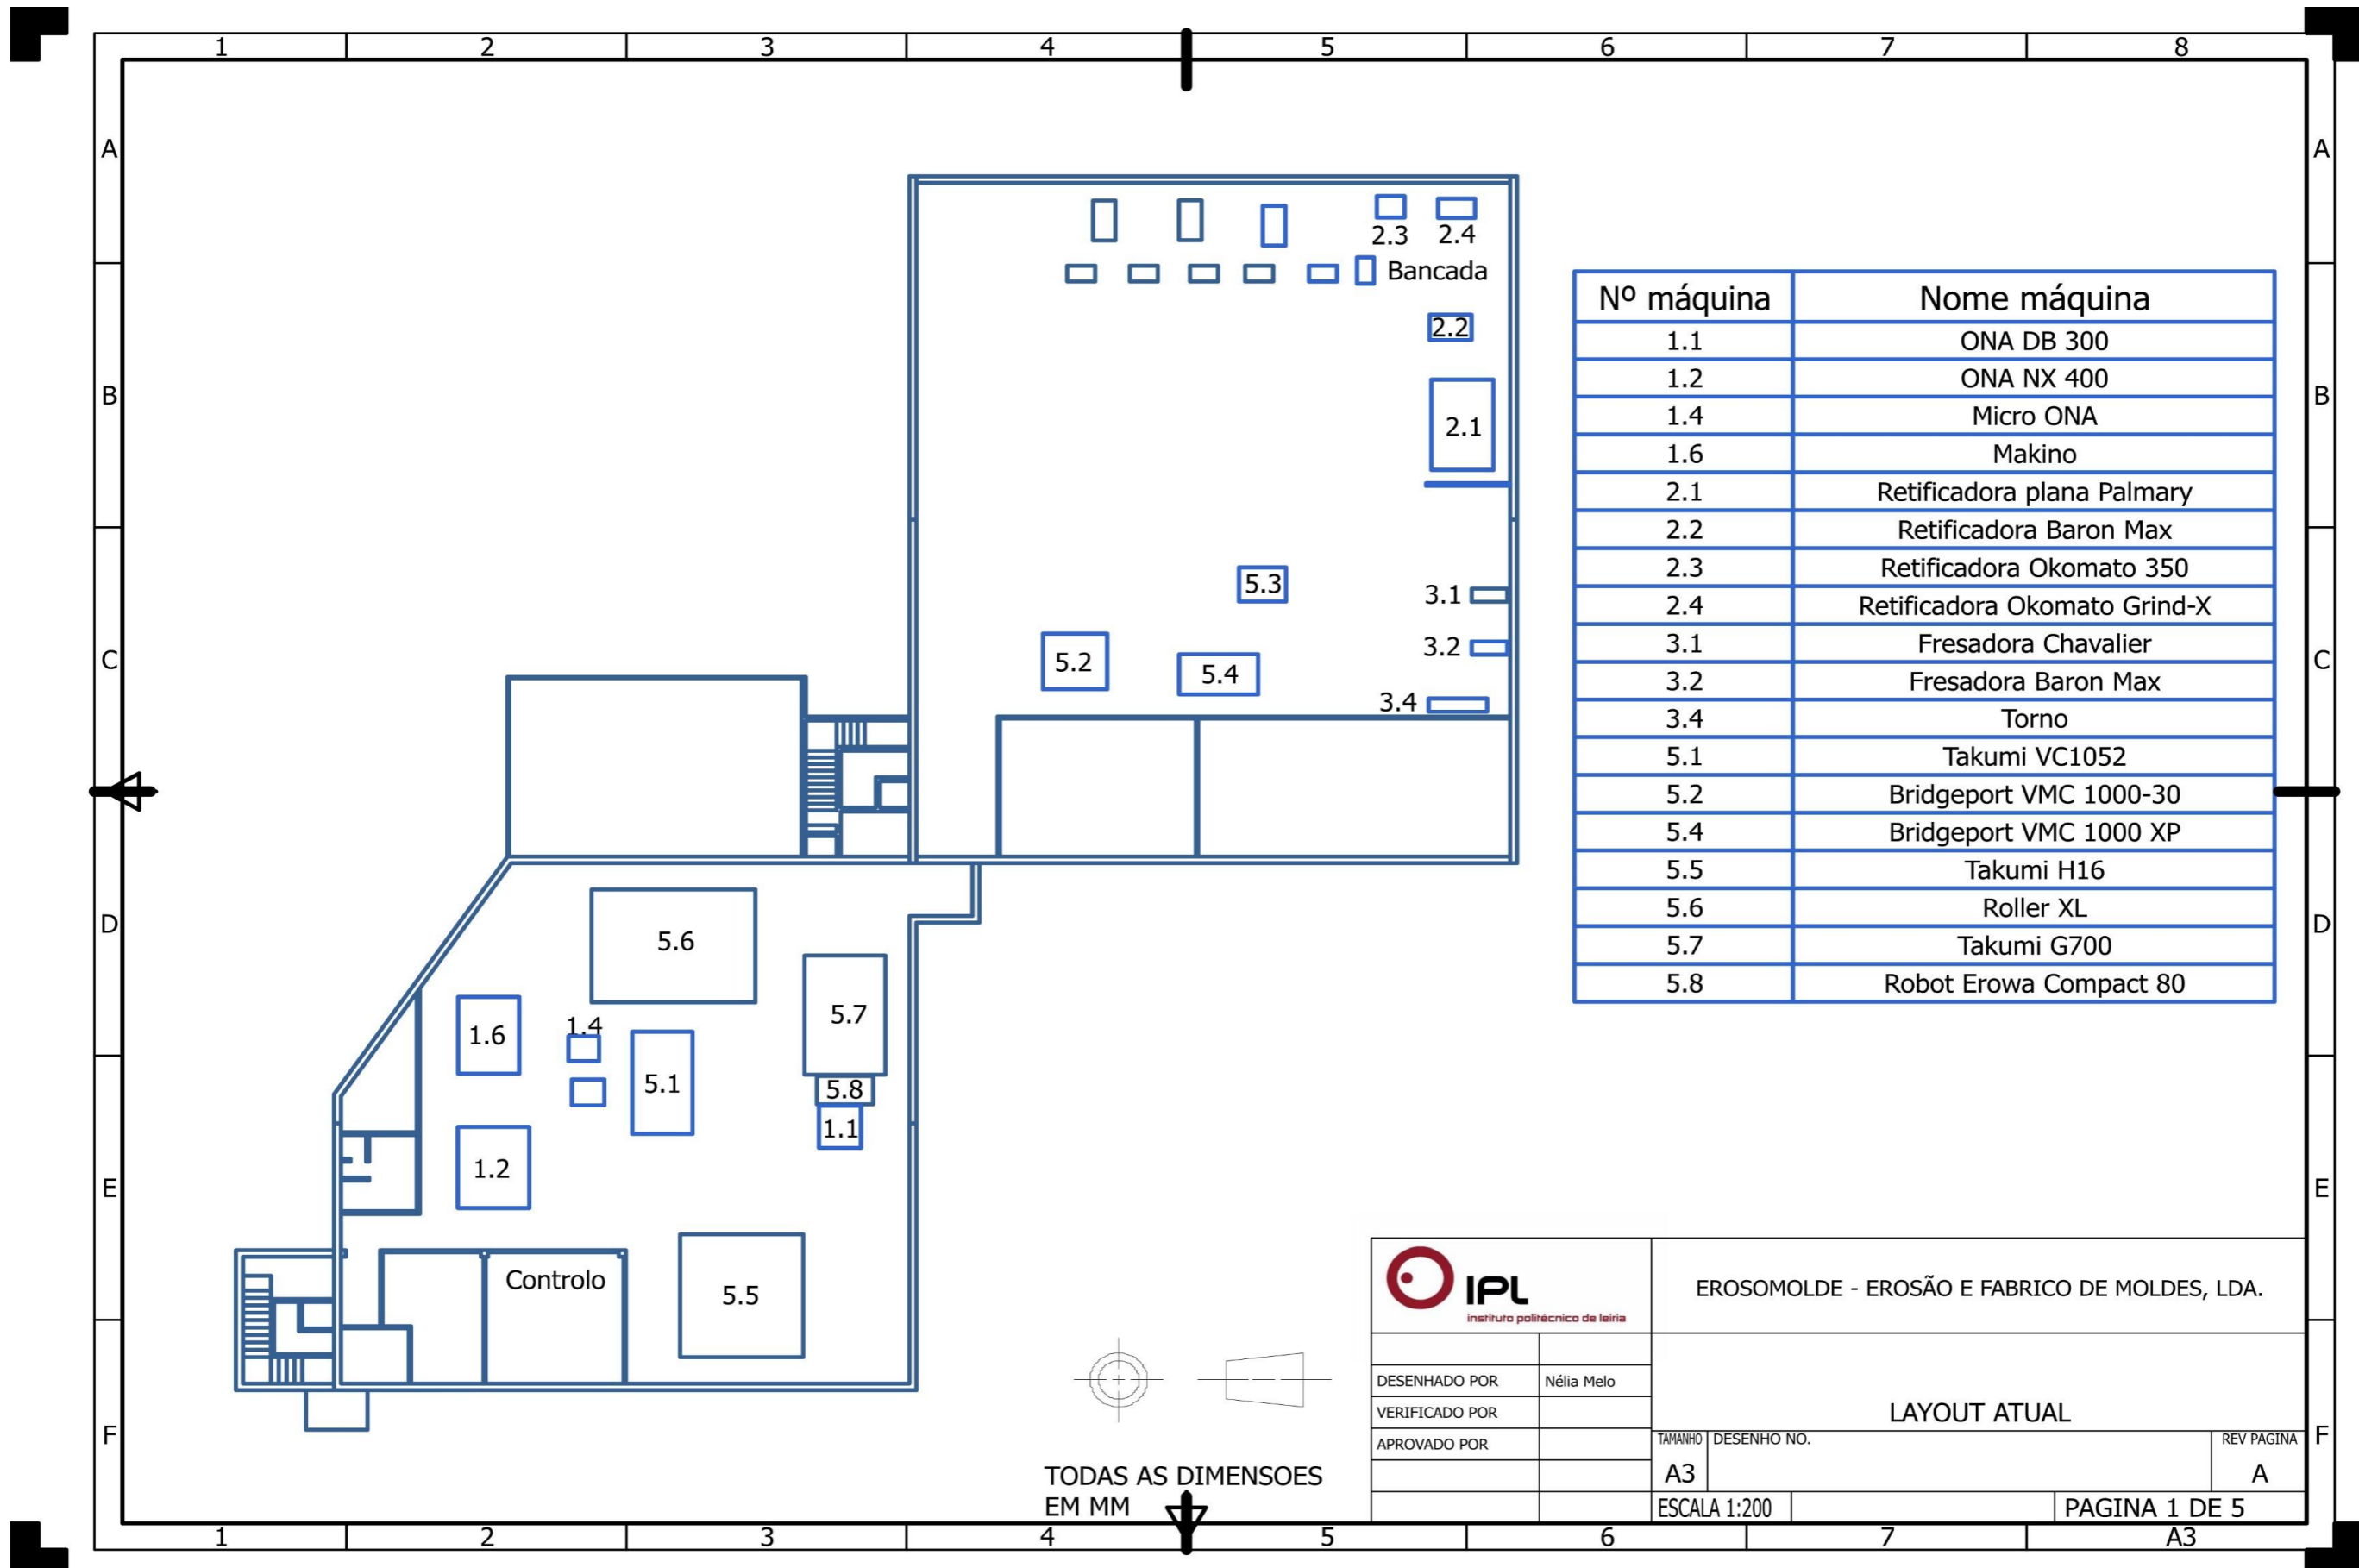 1 2 3 4 5 6 7 8
A A
2.3 2.4
Bancada
2.2
B B
2.1
5.3
3.1
3.2
C C
5.2
5.4
3.4
Nº máquina Nome máquina
1.1 ONA DB 300
1.2 ONA NX 400
1.4 Micro ONA
1.6 Makino
2.1 Retificadora plana Palmary
2.2 Retificadora Baron Max
2.3 Retificadora Okomato 350
2.4 Retificadora Okomato Grind-X
3.1 Fresadora Chavalier
3.2 Fresadora Baron Max
3.4 Torno
5.1 Takumi VC1052
5.2 Bridgeport VMC 1000-30
5.4 Bridgeport VMC 1000 XP
5.5 Takumi H16
5.6 Roller XL
5.7 Takumi G700
5.8 Robot Erowa Compact 80
D D
5.6
5.7
1.6
1.4
5.1
5.8
1.1
1.2
E E
Controlo
5.5
IPL
instituto politécnico de leiria
EROSOMOLDE - EROSÃO E FABRICO DE MOLDES, LDA.
DESENHADO POR Nélia Melo
VERIFICADO POR
APROVADO POR
LAYOUT ATUAL
TAMANHO DESENHO NO. REV PAGINA
A3 A
ESCALA 1:200 PAGINA 1 DE 5
F F
TODAS AS DIMENSOES
EM MM
1 2 3 4 5 6 7 A3